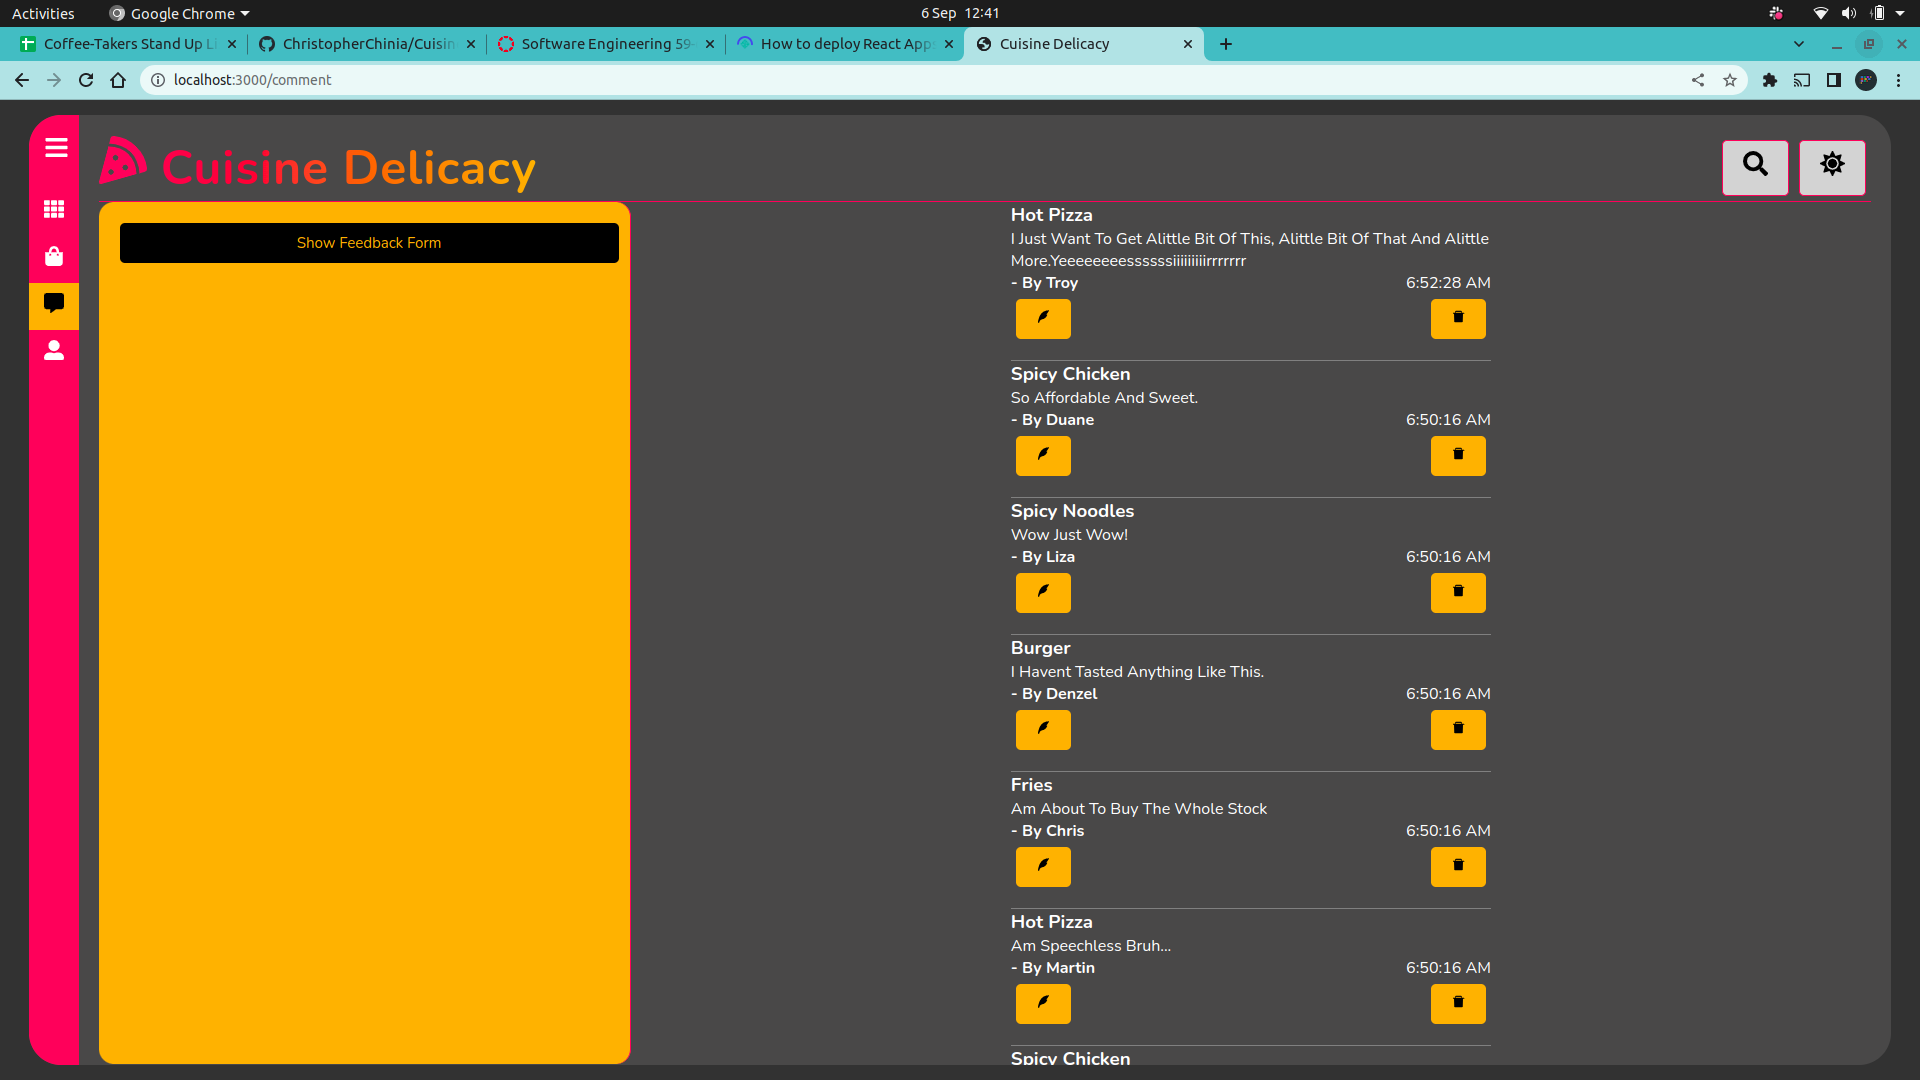 Activities
Google Chrome
6 Sep 12:41
Coffee-Takers Stand Up Li
ChristopherChinia/Cuisin
Software Engineering 59-
How to deploy React App
Cuisine Delicacy
localhost:3000/comment
Cuisine Delicacy
Show Feedback Form
Hot Pizza
I Just Want To Get Alittle Bit Of This, Alittle Bit Of That And Alittle
More.Yeeeeeeeessssssiiiiiiiiirrrrrrr
- By Troy
6:52:28 AM
Spicy Chicken
So Affordable And Sweet.
- By Duane
6:50:16 AM
Spicy Noodles
Wow Just Wow!
- By Liza
6:50:16 AM
Burger
I Havent Tasted Anything Like This.
- By Denzel
6:50:16 AM
Fries
Am About To Buy The Whole Stock
- By Chris
6:50:16 AM
Hot Pizza
Am Speechless Bruh...
- By Martin
6:50:16 AM
Spicy Chicken